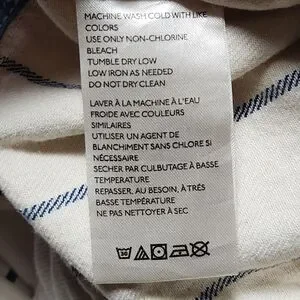 MACHINE WASH COLD WITH LIKE
COLORS
USE ONLY NON-CHLORINE
BLEACH
TUMBLE DRY LOW
LOW IRON AS NEEDED
DO NOT DRY CLEAN
LAVER À LA MACHINE À L'EAU
FROIDE AVEC COULEURS
SIMILAIRES
UTILISER UN AGENT DE
BLANCHIMENT SANS CHLORE SI
NÉCESSAIRE
SECHER PAR CULBUTAGE À BASSE
TEMPERATURE
REPASSER, AU BESOIN, À TRÉS
BASSE TEMPÉRATURE
NE PAS NETTOYER À SEC
30